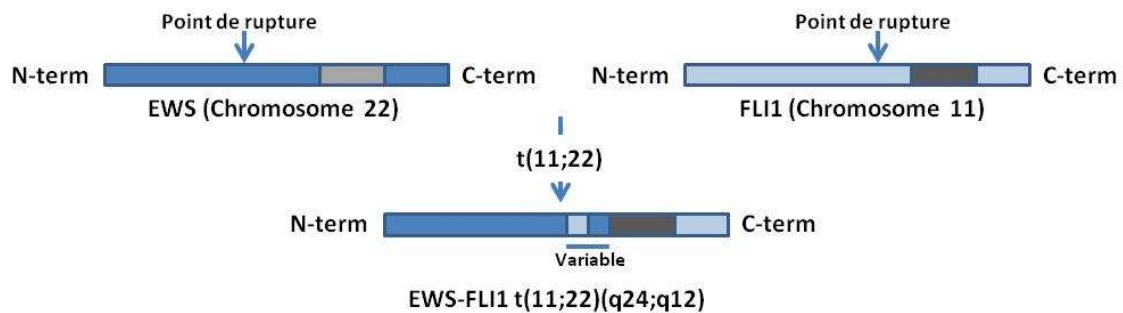 Point de rupture
Point de rupture
N-term C-term N-term C-term
EWS (Chromosome 22) FLI1 (Chromosome 11)
t(11;22)
N-term C-term
Variable
EWS-FLI1 t(11;22)(q24;q12)